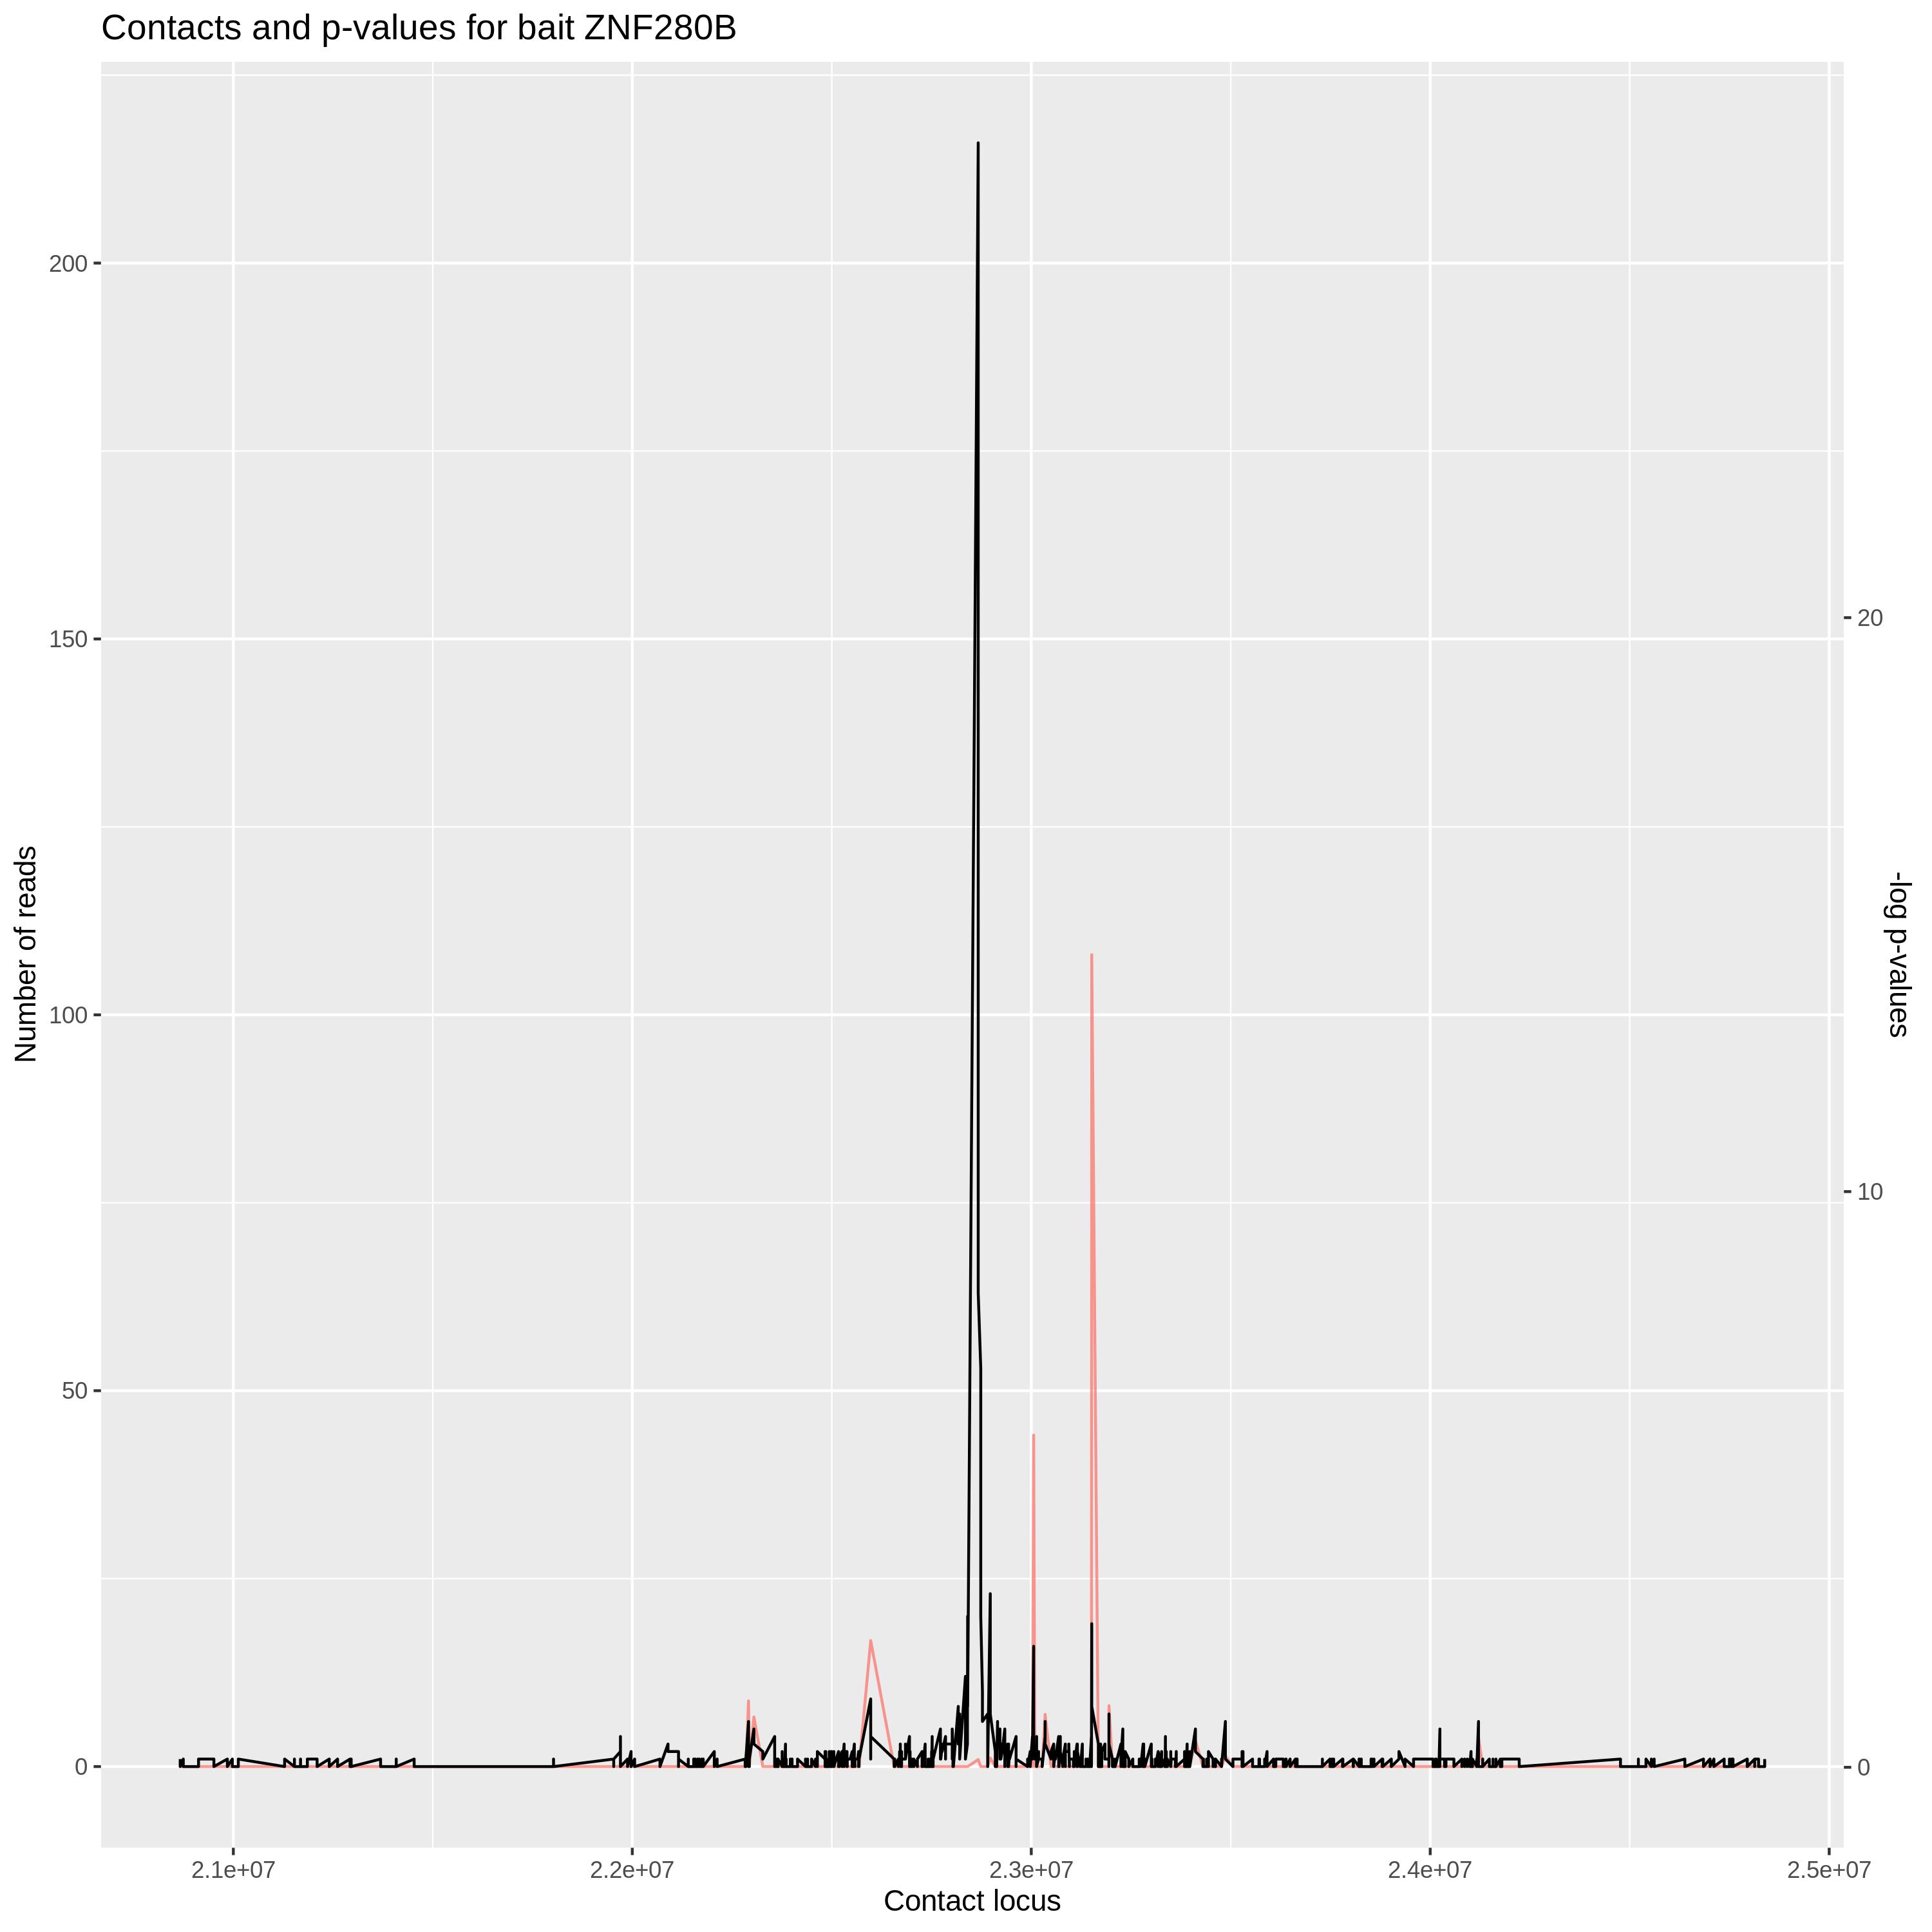 Contacts and p-values for bait ZNF280B
Number of reads
200
150
100
50
0
20
10
0
-log p-values
2.1e+07
2.2e+07
2.3e+07
2.4e+07
2.5e+07
Contact locus